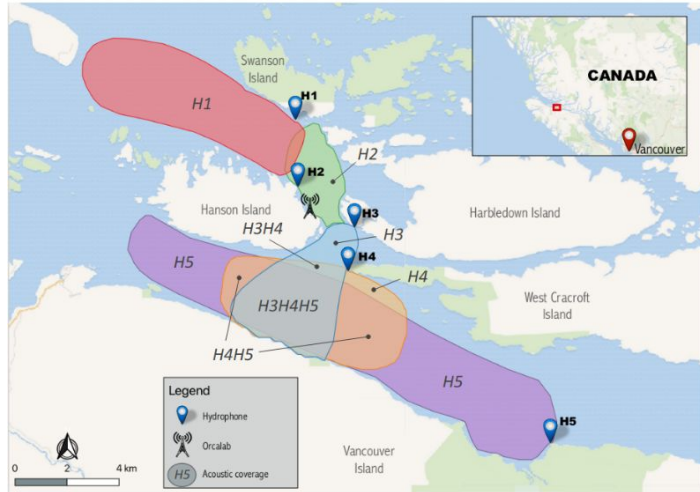 Swanson
Island
CANADA
Vancouver
H1
H1
H2
H2
Hanson Island
H3
Harbledown Island
H3H4
H3
H5
H4
H4
H3H4H5
West Cracroft
Island
H4H5
H5
H5
Legend
Hydrophone
Orcalab
H5 Acoustic coverage
Vancouver
Island
0 2 4 km